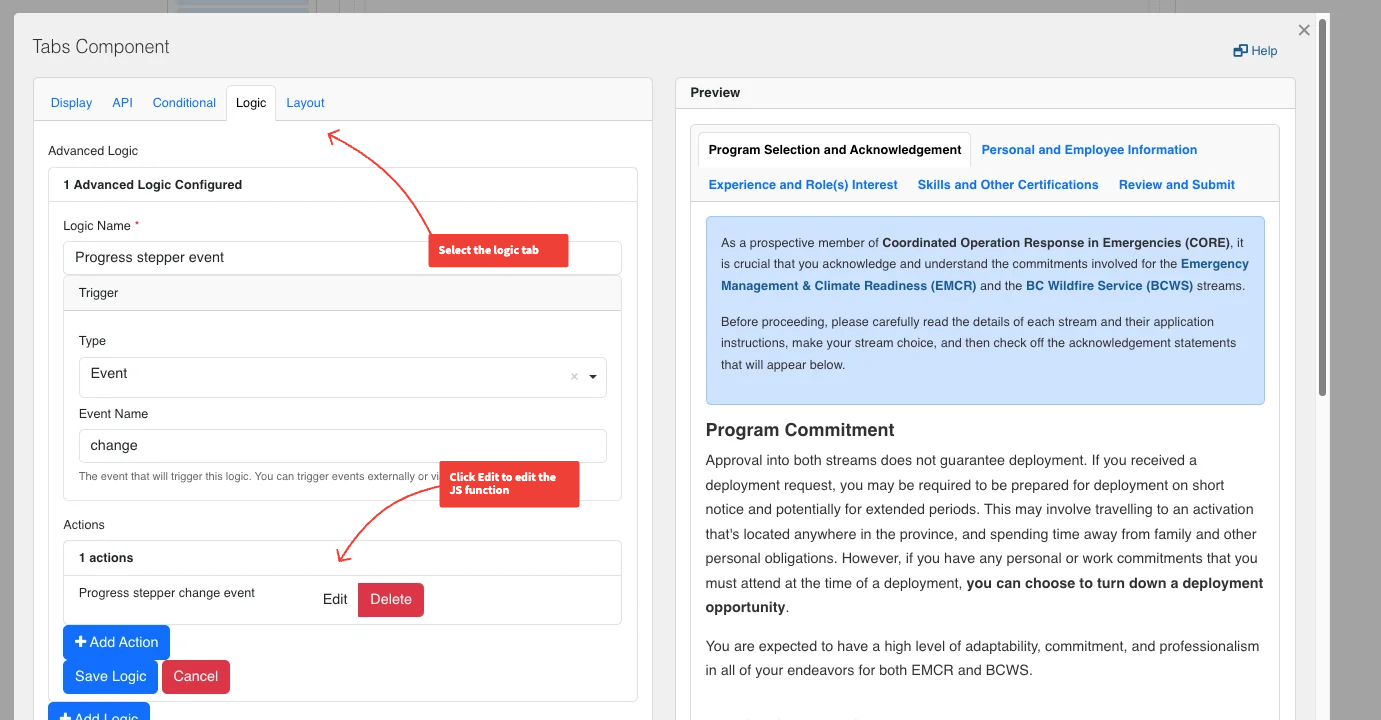 Tabs Component
×
Help
Display API Conditional Logic Layout
Advanced Logic
1 Advanced Logic Configured
Logic Name *
Progress stepper event
Select the logic tab
Trigger
Type
Event × 
Event Name
change
The event that will trigger this logic. You can trigger events externally or vi
Click Edit to edit the
JS function
Actions
1 actions
Progress stepper change event
Edit Delete
+ Add Action
Save Logic Cancel
+ Add Logic
Preview
Program Selection and Acknowledgement Personal and Employee Information
Experience and Role(s) Interest Skills and Other Certifications Review and Submit
As a prospective member of Coordinated Operation Response in Emergencies (CORE), it
is crucial that you acknowledge and understand the commitments involved for the Emergency
Management & Climate Readiness (EMCR) and the BC Wildfire Service (BCWS) streams.
Before proceeding, please carefully read the details of each stream and their application
instructions, make your stream choice, and then check off the acknowledgement statements
that will appear below.
Program Commitment
Approval into both streams does not guarantee deployment. If you received a
deployment request, you may be required to be prepared for deployment on short
notice and potentially for extended periods. This may involve travelling to an activation
that's located anywhere in the province, and spending time away from family and other
personal obligations. However, if you have any personal or work commitments that you
must attend at the time of a deployment, you can choose to turn down a deployment
opportunity.
You are expected to have a high level of adaptability, commitment, and professionalism
in all of your endeavors for both EMCR and BCWS.